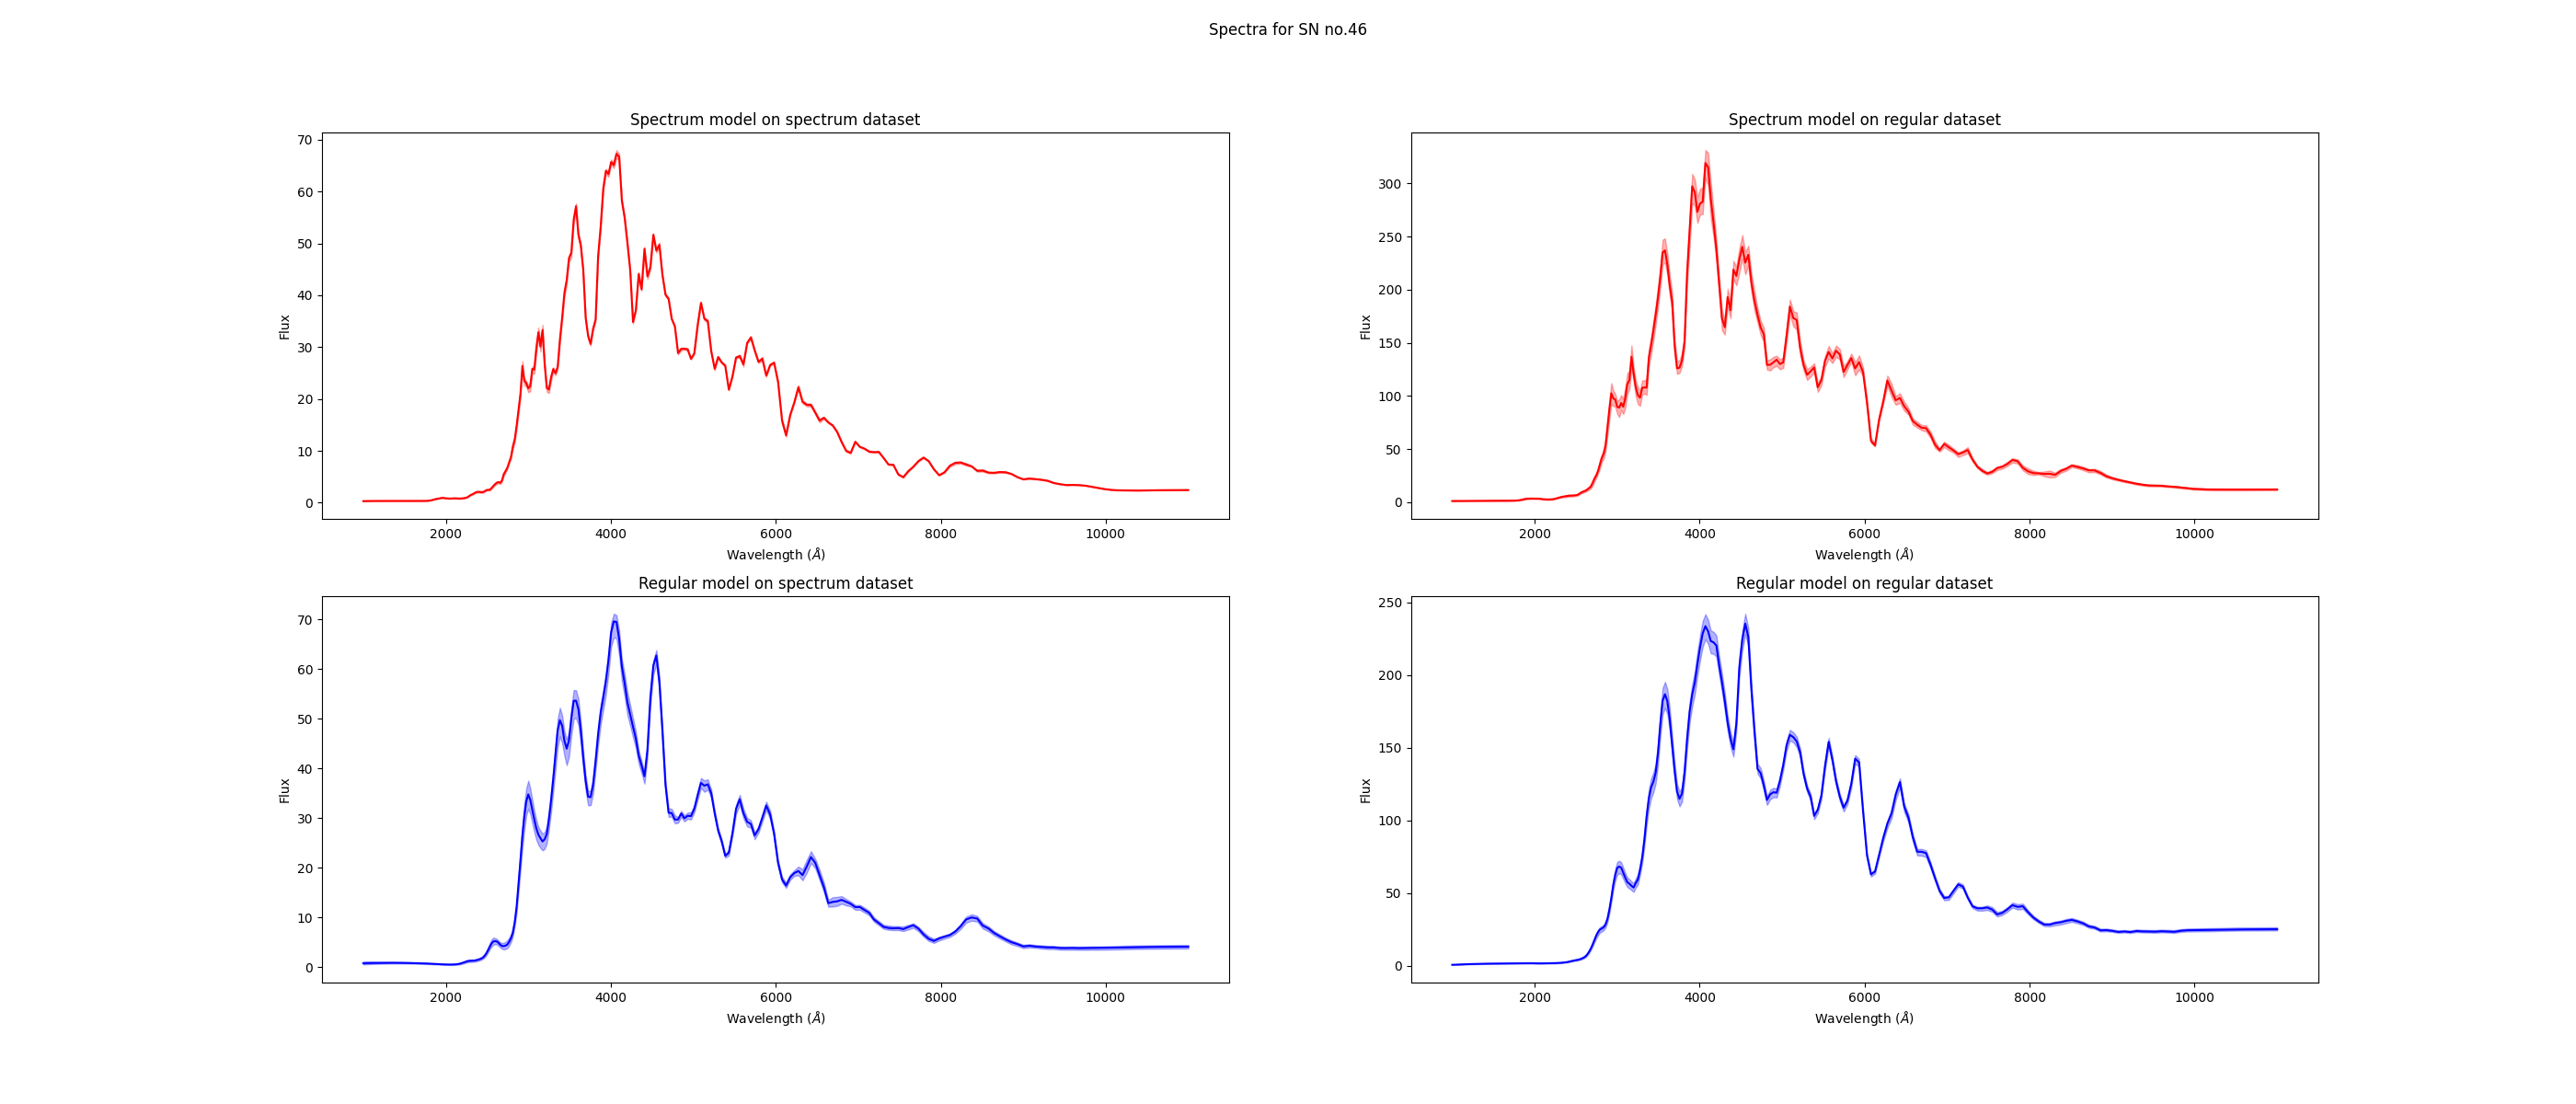 Spectra for SN no.46
Spectrum model on spectrum dataset
70
60
50
40
30
20
10
0
Flux
2000 4000 6000 8000 10000
Wavelength (Å)
Spectrum model on regular dataset
300
250
200
150
100
50
0
Flux
2000 4000 6000 8000 10000
Wavelength (Å)
Regular model on spectrum dataset
70
60
50
40
30
20
10
0
Flux
2000 4000 6000 8000 10000
Wavelength (Å)
Regular model on regular dataset
250
200
150
100
50
0
Flux
2000 4000 6000 8000 10000
Wavelength (Å)